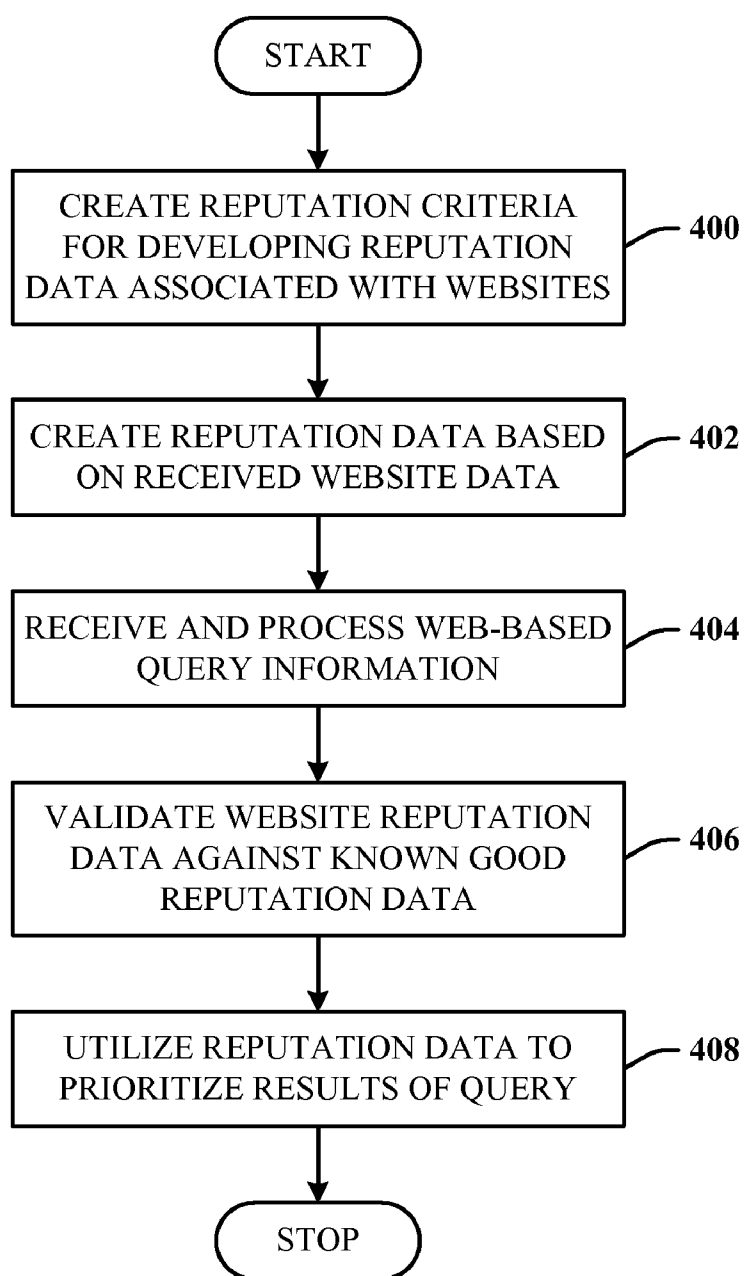 START
CREATE REPUTATION CRITERIA
FOR DEVELOPING REPUTATION
DATA ASSOCIATED WITH WEBSITES
400
CREATE REPUTATION DATA BASED
ON RECEIVED WEBSITE DATA
402
RECEIVE AND PROCESS WEB-BASED
QUERY INFORMATION
404
VALIDATE WEBSITE REPUTATION
DATA AGAINST KNOWN GOOD
REPUTATION DATA
406
UTILIZE REPUTATION DATA TO
PRIORITIZE RESULTS OF QUERY
408
STOP